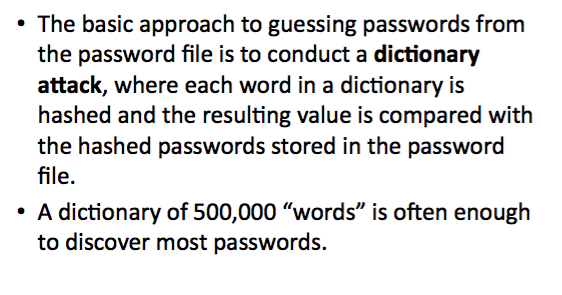 • The basic approach to guessing passwords from
the password file is to conduct a dictionary
attack, where each word in a dictionary is
hashed and the resulting value is compared with
the hashed passwords stored in the password
file.
• A dictionary of 500,000 “words” is often enough
to discover most passwords.